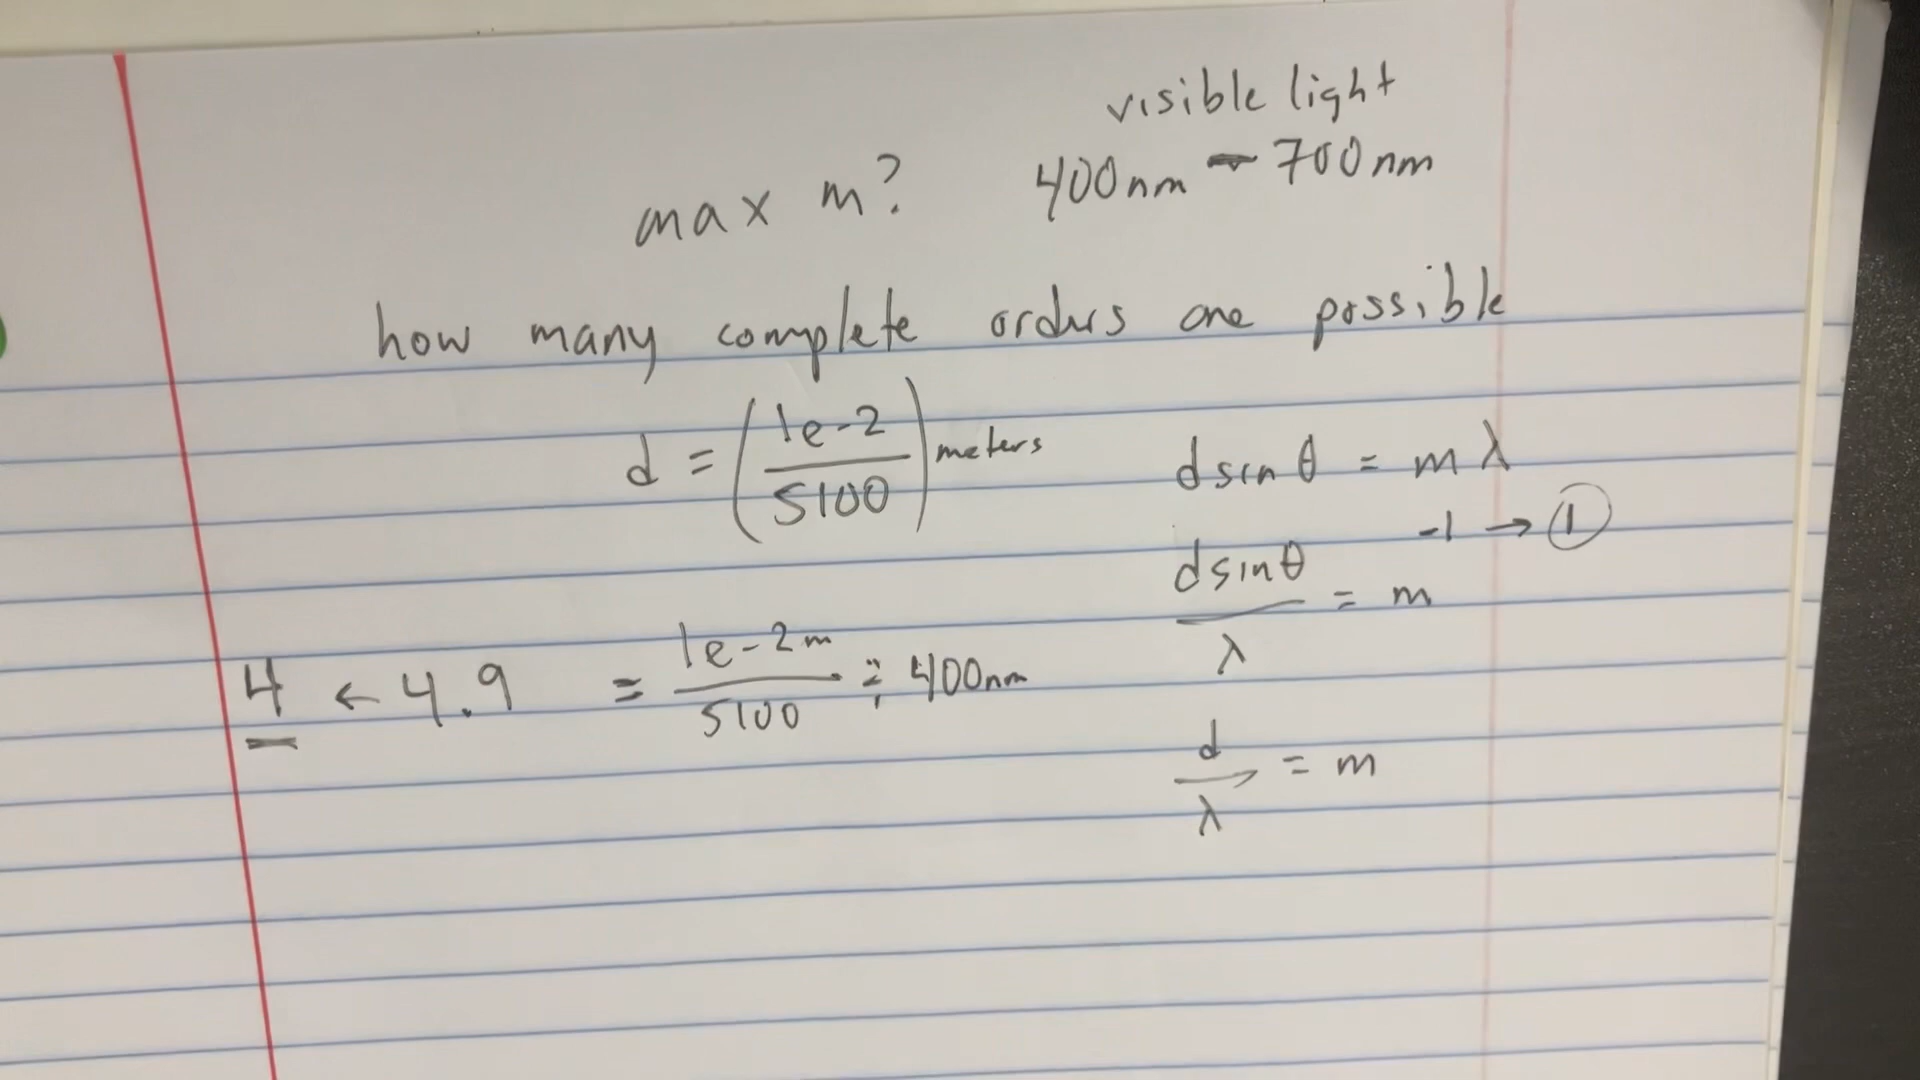 visible light
max m? 400nm - 700nm
how many complete orders are possible
d = (1e-2 / 5100) meters
d sin θ = m λ
-1 → ①
d sin θ / λ = m
4 ← 4.9 = 1e-2m / 5100 ÷ 400nm
d / λ = m